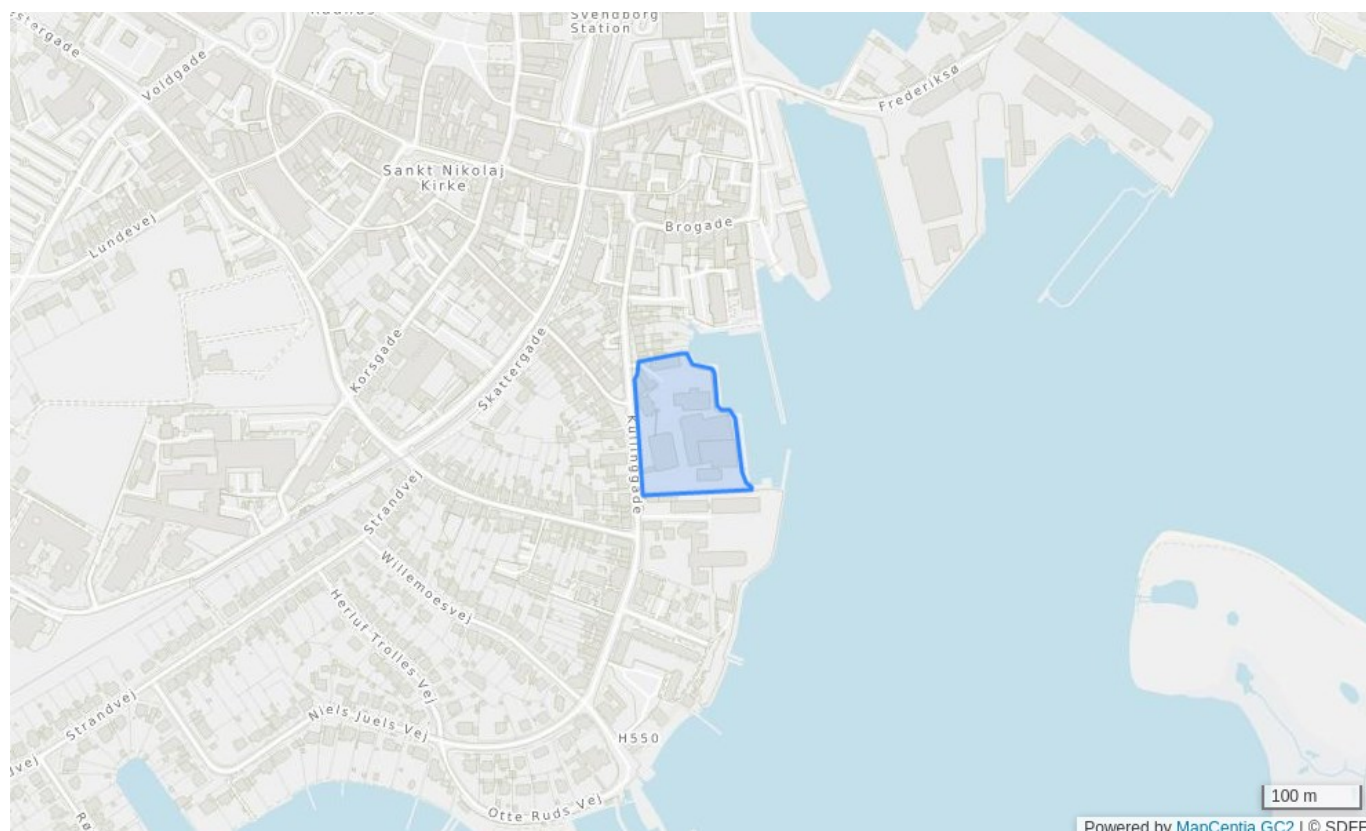 Svendborg
Station
Voldgade
Frederiksø
Sankt Nikolaj
Kirke
Lundevej
Brogade
Korsgade
Skattergade
Kullinggade
Strandvej
Willemoesvej
Herluf Trolles Vej
Strandvej
Niels Juels Vej
H550
Otte Ruds Vej
100 m
Powered by MapCentia GC2 | © SDFE